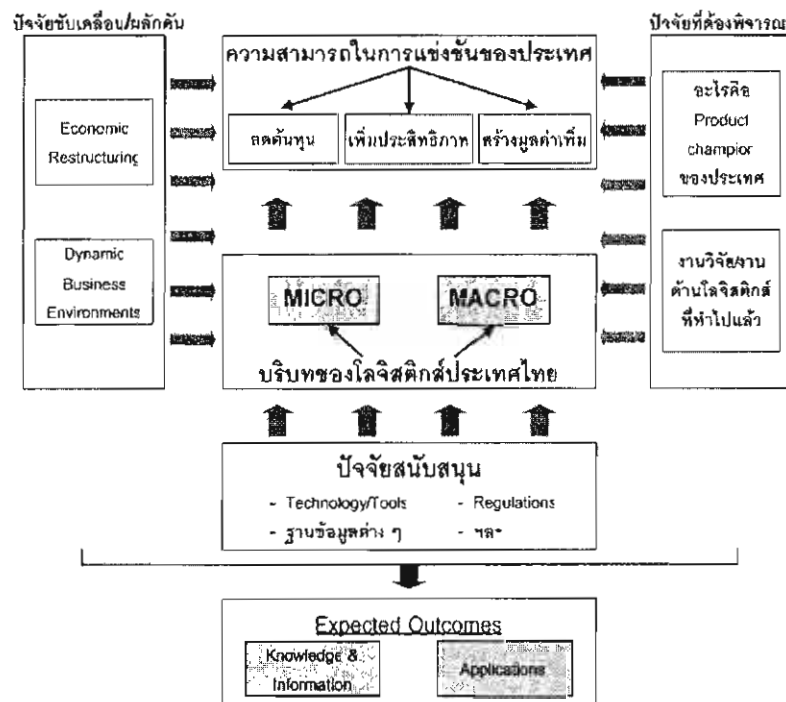 ปัจจัยขับเคลื่อน/ผลักดัน
Economic
Restructuring
Dynamic
Business
Environments
ความสามารถในการแข่งขันของประเทศ
ลดต้นทุน
เพิ่มประสิทธิภาพ
สร้างมูลค่าเพิ่ม
MICRO
MACRO
บริบทของโลจิสติกส์ประเทศไทย
ปัจจัยสนับสนุน
- Technology/Tools
- Regulations
- ฐานข้อมูลต่าง ๆ
- ฯลฯ
ปัจจัยที่ต้องพิจารณ
อะไรคือ
Product
champior
ของประเทศ
งานวิจัย/งาน
ด้านโลจิสติกส์
ที่ทำไปแล้ว
Expected Outcomes
Knowledge &
Information
Applications